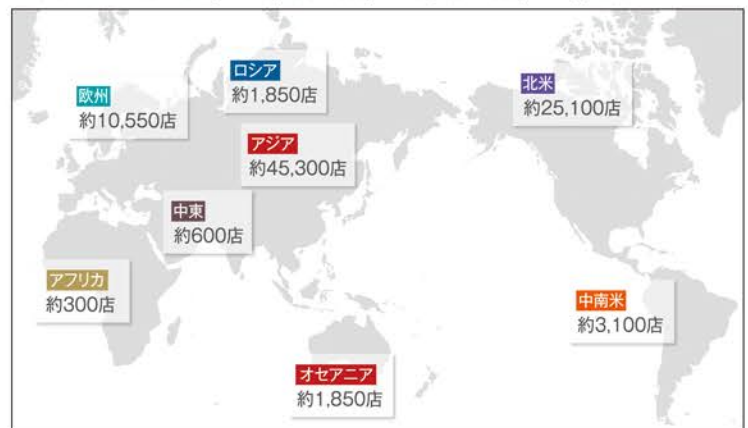 ロシア
約1,850店
欧州
約10,550店
北米
約25,100店
アジア
約45,300店
中東
約600店
アフリカ
約300店
中南米
約3,100店
オセアニア
約1,850店